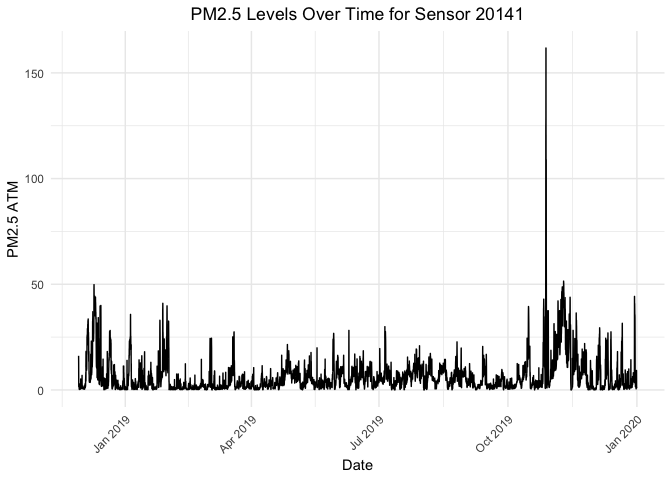 PM2.5 Levels Over Time for Sensor 20141
150
100
50
0
PM2.5 ATM
Jan 2019
Apr 2019
Jul 2019
Oct 2019
Jan 2020
Date